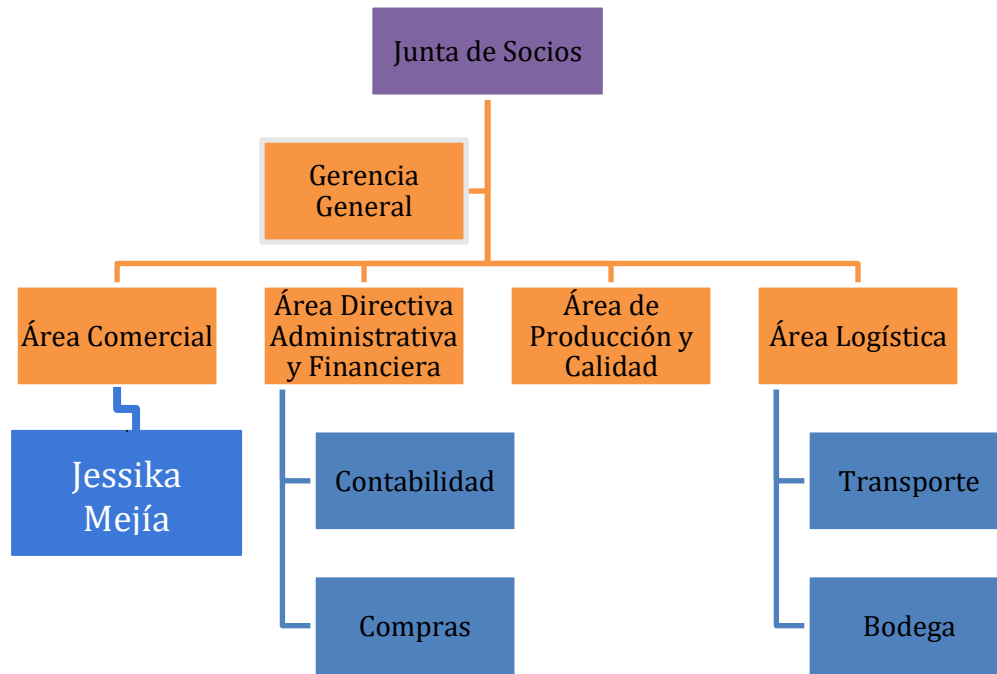 Junta de Socios
Gerencia
General
Área Comercial
Área Directiva
Administrativa
y Financiera
Área de
Producción y
Calidad
Área Logística
Jessika
Mejía
Contabilidad
Transporte
Compras
Bodega